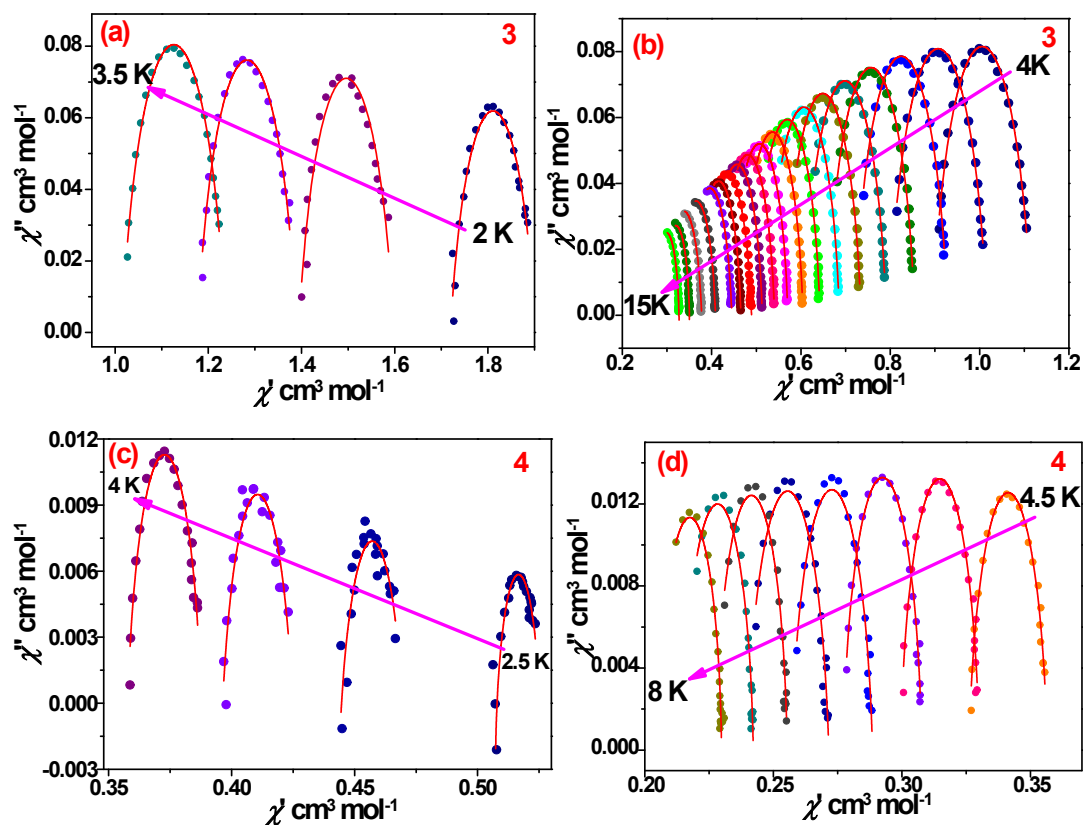 (a)
3
3.5 K
2 K
0.08
0.06
0.04
0.02
0.00
χ'' cm³ mol⁻¹
1.0 1.2 1.4 1.6 1.8
χ' cm³ mol⁻¹
(b)
3
4K
15K
0.08
0.06
0.04
0.02
0.00
χ'' cm³ mol⁻¹
0.2 0.4 0.6 0.8 1.0 1.2
χ' cm³ mol⁻¹
(c)
4
4 K
2.5 K
0.012
0.009
0.006
0.003
0.000
-0.003
χ'' cm³ mol⁻¹
0.35 0.40 0.45 0.50
χ' cm³ mol⁻¹
(d)
4
4.5 K
8 K
0.012
0.008
0.004
0.000
χ'' cm³ mol⁻¹
0.20 0.25 0.30 0.35
χ' cm³ mol⁻¹